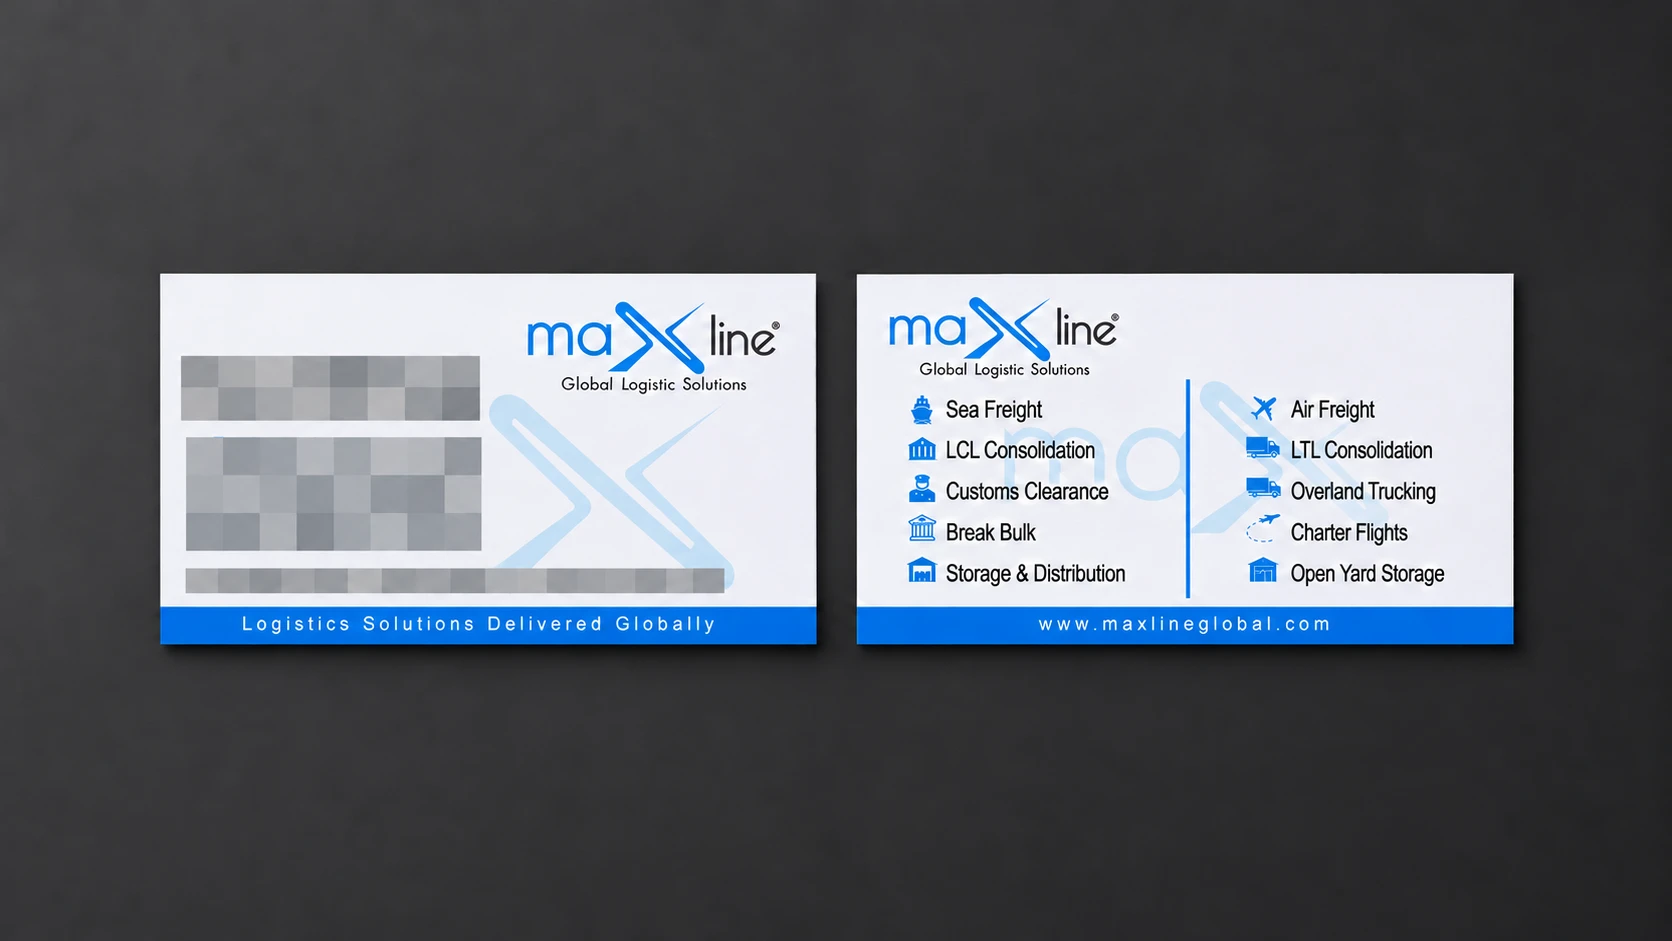 maxline®
Global Logistic Solutions
Logistics Solutions Delivered Globally
maxline®
Global Logistic Solutions
Sea Freight
LCL Consolidation
Customs Clearance
Break Bulk
Storage & Distribution
max
Air Freight
LTL Consolidation
Overland Trucking
Charter Flights
Open Yard Storage
www.maxlineglobal.com